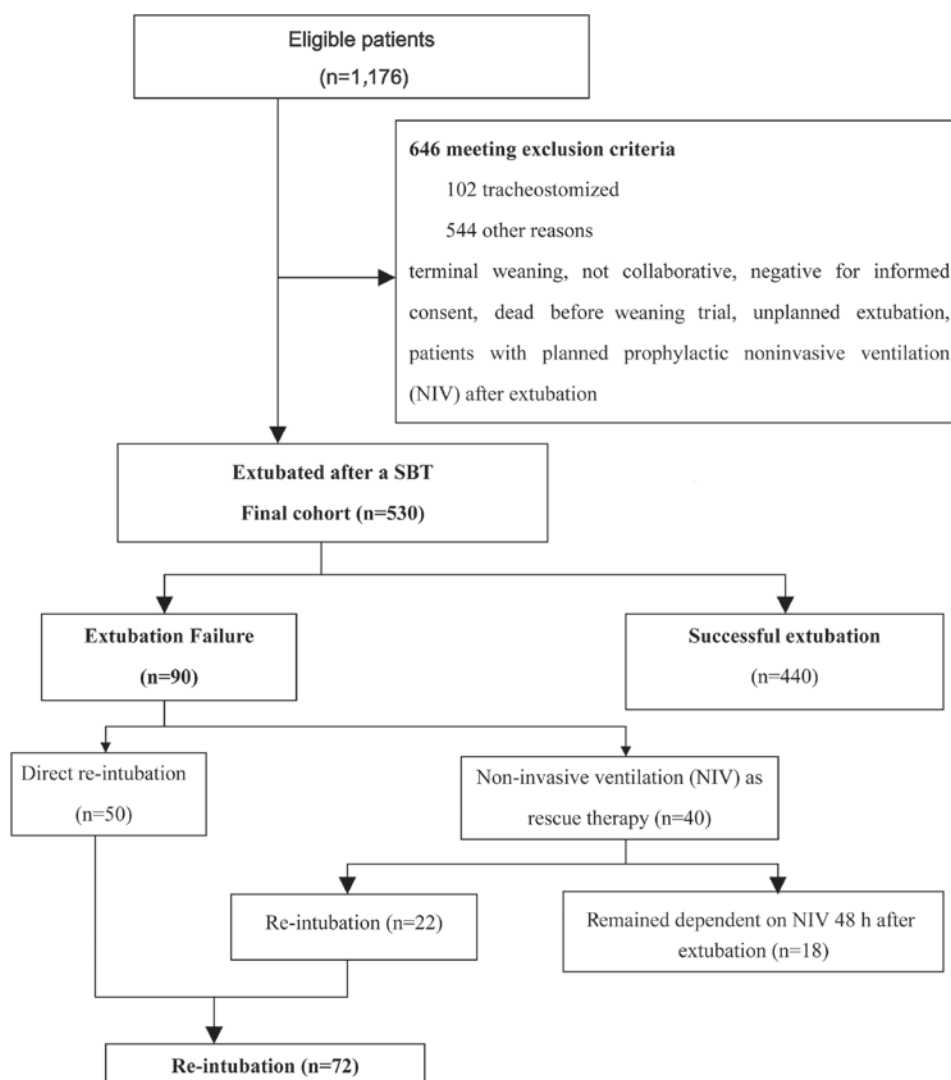 Eligible patients
(n=1,176)
646 meeting exclusion criteria
102 tracheostomized
544 other reasons
terminal weaning, not collaborative, negative for informed
consent, dead before weaning trial, unplanned extubation,
patients with planned prophylactic noninvasive ventilation
(NIV) after extubation
Extubated after a SBT
Final cohort (n=530)
Extubation Failure
(n=90)
Successful extubation
(n=440)
Direct re-intubation
(n=50)
Non-invasive ventilation (NIV) as
rescue therapy (n=40)
Re-intubation (n=22)
Remained dependent on NIV 48 h after
extubation (n=18)
Re-intubation (n=72)